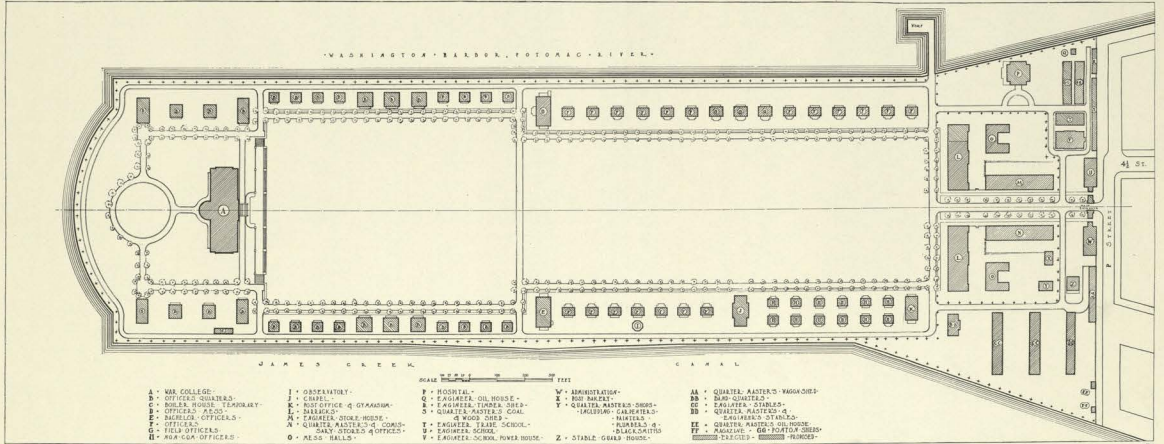 Wharf
·WASHINGTON·HARBOR, POTOMAC·RIVER·
4½ ST.
P STREET
JAMES CREEK CANAL
SCALE FEET
A · WAR COLLEGE·
B · OFFICERS QUARTERS·
C · BOILER HOUSE TEMPORARY·
D · OFFICERS MESS·
E · BACHELOR OFFICERS·
F · OFFICERS·
G · FIELD OFFICERS·
H · NON-COM-OFFICERS·
I · OBSERVATORY·
J · CHAPEL·
K · POST OFFICE & GYMNASIUM·
L · BARRACKS·
M · ENGINEER STORE HOUSE·
N · QUARTER MASTER'S & COMIS-
SARY STORES & OFFICES·
O · MESS HALLS·
P · HOSPITAL·
Q · ENGINEER OIL HOUSE·
R · ENGINEER TIMBER SHED·
S · QUARTER MASTER'S COAL
& WOOD SHED·
T · ENGINEER TRADE SCHOOL·
U · ENGINEER SCHOOL·
V · ENGINEER SCHOOL POWER HOUSE·
W · ADMINISTRATION·
X · POST BAKERY·
Y · QUARTER MASTER'S SHOPS·
·INCLUDING· CARPENTERS·
·PAINTERS·
·PLUMBERS &
·BLACKSMITHS
Z · STABLE GUARD HOUSE·
AA · QUARTER MASTER'S WAGON SHED·
BB · BAND QUARTERS·
CC · ENGINEER STABLES·
DD · QUARTER MASTER'S &
ENGINEER'S STABLES·
EE · QUARTER MASTER'S OIL HOUSE·
FF · MAGAZINE· GG · PONTON SHEDS·
·ERECTED· ·PROPOSED·